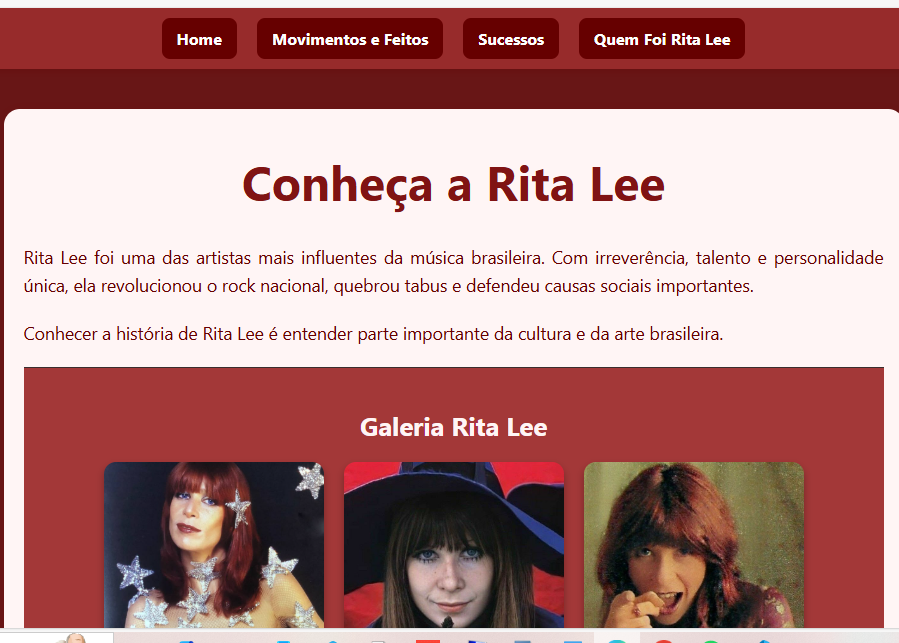 Home
Movimentos e Feitos
Sucessos
Quem Foi Rita Lee
Conheça a Rita Lee
Rita Lee foi uma das artistas mais influentes da música brasileira. Com irreverência, talento e personalidade
única, ela revolucionou o rock nacional, quebrou tabus e defendeu causas sociais importantes.
Conhecer a história de Rita Lee é entender parte importante da cultura e da arte brasileira.
Galeria Rita Lee